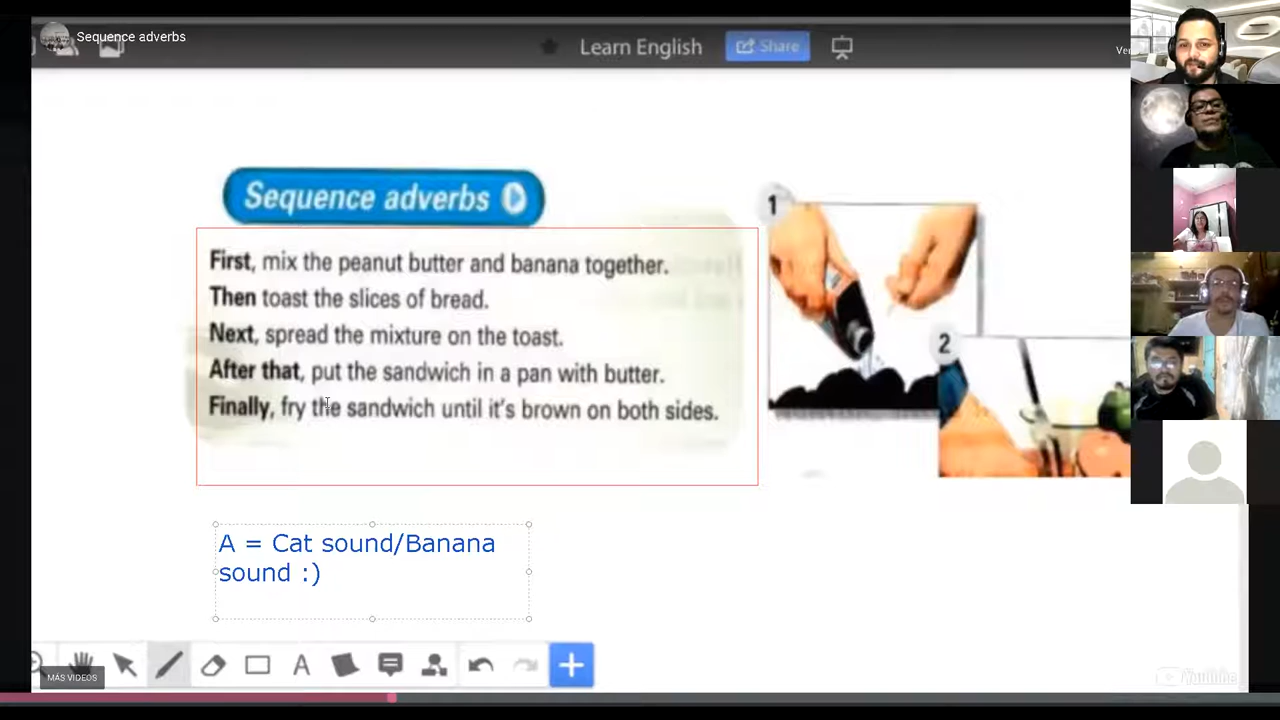 Sequence adverbs
Learn English
Share
Sequence adverbs
1
First, mix the peanut butter and banana together.
Then toast the slices of bread.
Next, spread the mixture on the toast.
2
After that, put the sandwich in a pan with butter.
Finally, fry the sandwich until it's brown on both sides.
A = Cat sound/Banana
sound :)
A
MÁS VIDEOS
YouTube